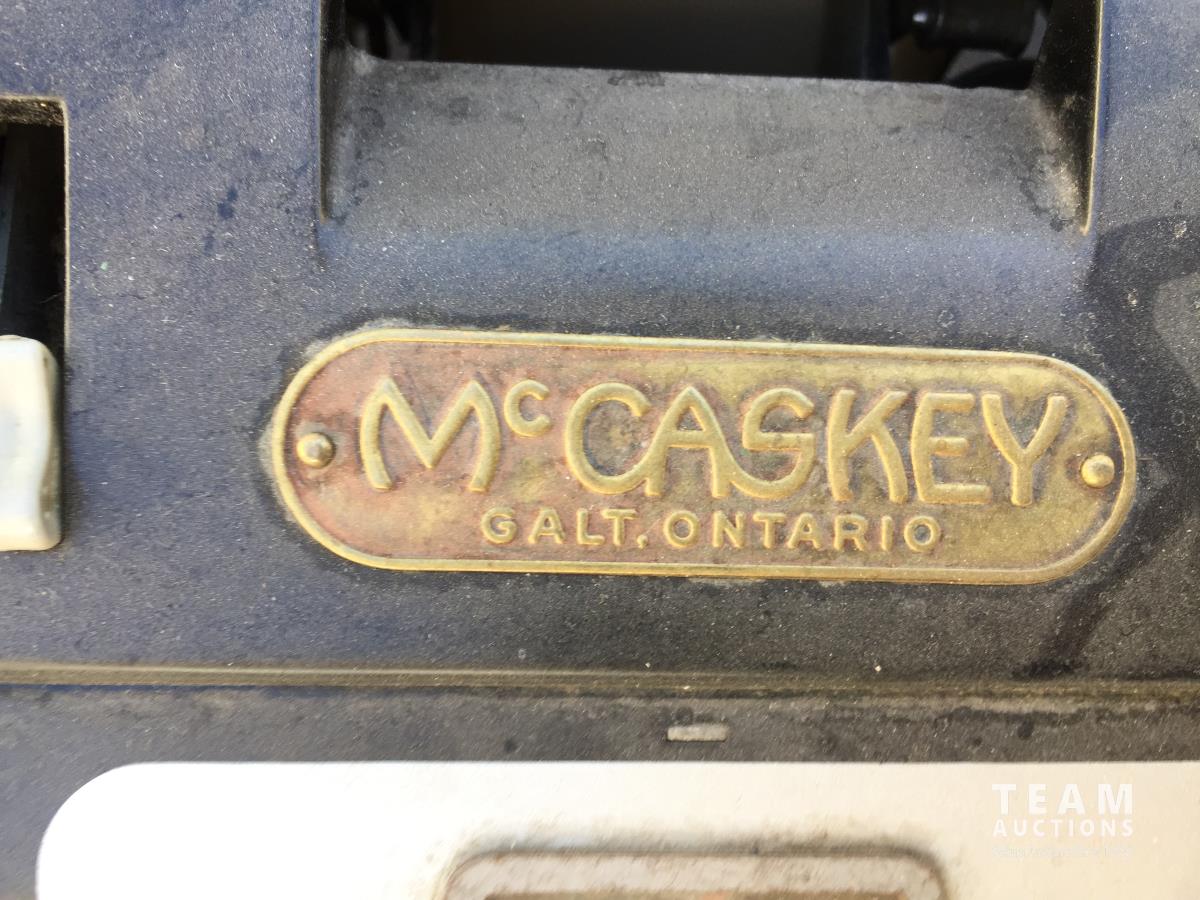 McCASKEY
GALT, ONTARIO
TEAM
AUCTIONS